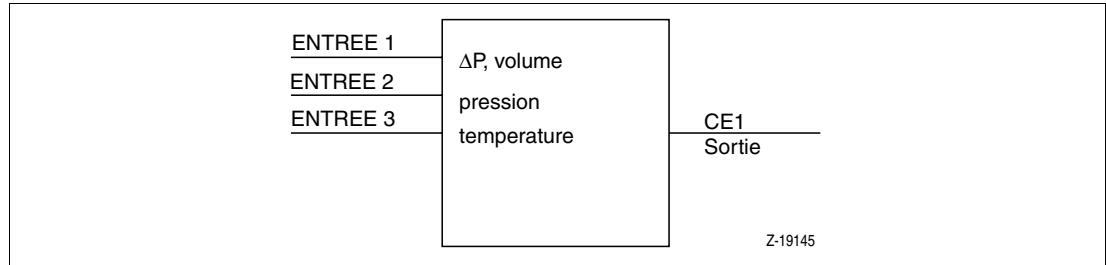 ENTREE 1
ΔP, volume
ENTREE 2
pression
ENTREE 3
temperature
CE1
Sortie
Z-19145